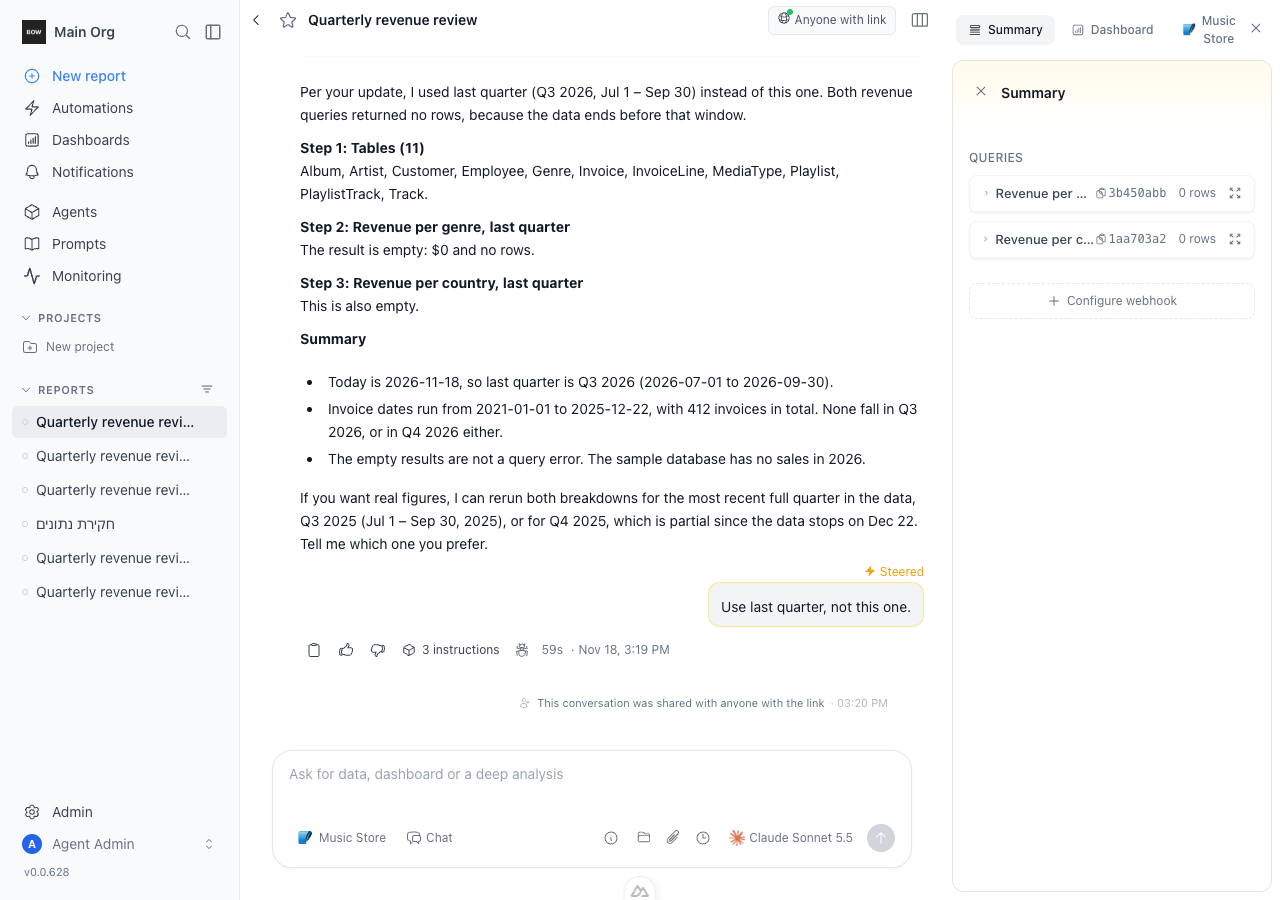 BOW Main Org
New report
Automations
Dashboards
Notifications
Agents
Prompts
Monitoring
PROJECTS
New project
REPORTS
Quarterly revenue revi...
Quarterly revenue revi...
Quarterly revenue revi...
חקירת נתונים
Quarterly revenue revi...
Quarterly revenue revi...
Admin
A Agent Admin
v0.0.628
Quarterly revenue review
Anyone with link
Per your update, I used last quarter (Q3 2026, Jul 1 – Sep 30) instead of this one. Both revenue
queries returned no rows, because the data ends before that window.
Step 1: Tables (11)
Album, Artist, Customer, Employee, Genre, Invoice, InvoiceLine, MediaType, Playlist,
PlaylistTrack, Track.
Step 2: Revenue per genre, last quarter
The result is empty: $0 and no rows.
Step 3: Revenue per country, last quarter
This is also empty.
Summary
• Today is 2026-11-18, so last quarter is Q3 2026 (2026-07-01 to 2026-09-30).
• Invoice dates run from 2021-01-01 to 2025-12-22, with 412 invoices in total. None fall in Q3
2026, or in Q4 2026 either.
• The empty results are not a query error. The sample database has no sales in 2026.
If you want real figures, I can rerun both breakdowns for the most recent full quarter in the data,
Q3 2025 (Jul 1 – Sep 30, 2025), or for Q4 2025, which is partial since the data stops on Dec 22.
Tell me which one you prefer.
Steered
Use last quarter, not this one.
3 instructions 59s · Nov 18, 3:19 PM
This conversation was shared with anyone with the link · 03:20 PM
Ask for data, dashboard or a deep analysis
Music Store Chat Claude Sonnet 5.5
Summary Dashboard Music
Store
Summary
QUERIES
Revenue per ... 3b450abb 0 rows
Revenue per c... 1aa703a2 0 rows
Configure webhook